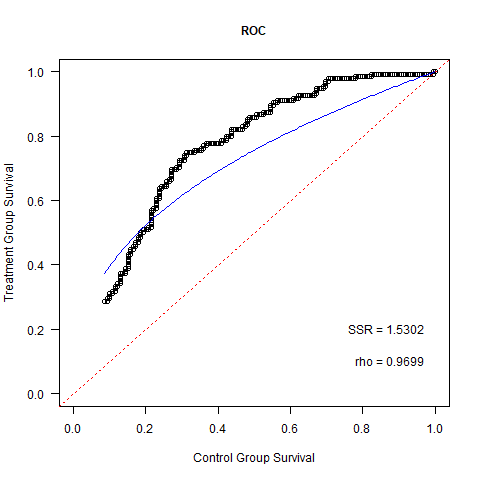 ROC
Treatment Group Survival
1.0
0.8
0.6
0.4
0.2
0.0
SSR = 1.5302
rho = 0.9699
0.0 0.2 0.4 0.6 0.8 1.0
Control Group Survival